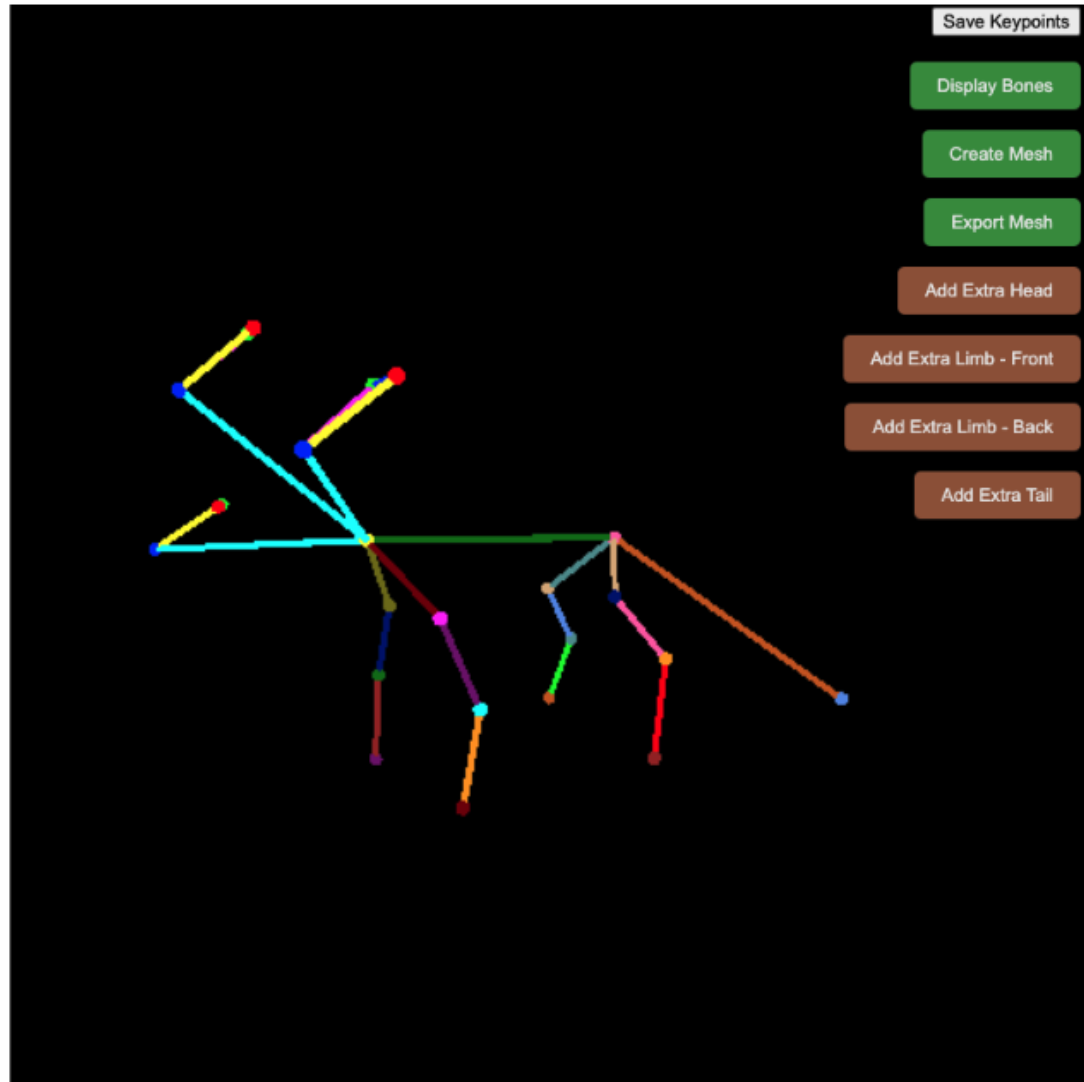 Save Keypoints
Display Bones
Create Mesh
Export Mesh
Add Extra Head
Add Extra Limb - Front
Add Extra Limb - Back
Add Extra Tail